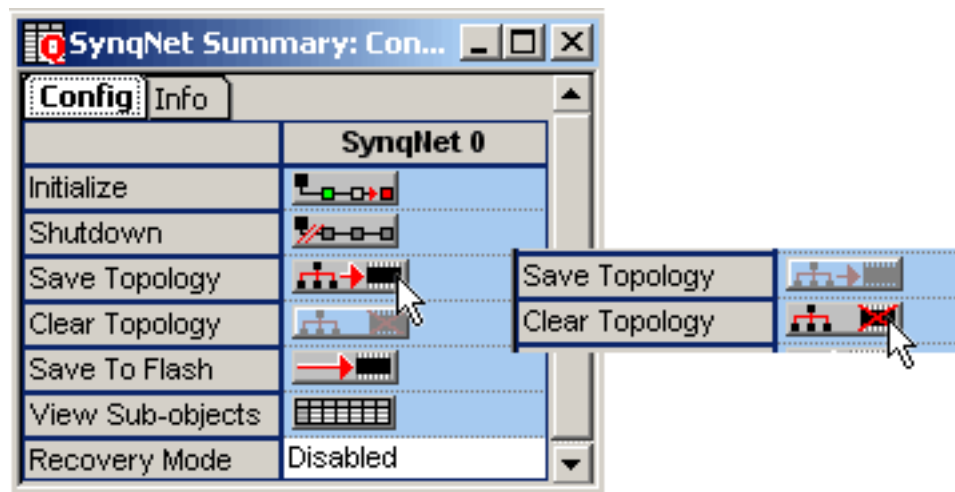 SynqNet Summary: Con...
Config Info
SynqNet 0
Initialize
Shutdown
Save Topology
Clear Topology
Save To Flash
View Sub-objects
Recovery Mode Disabled
Save Topology
Clear Topology